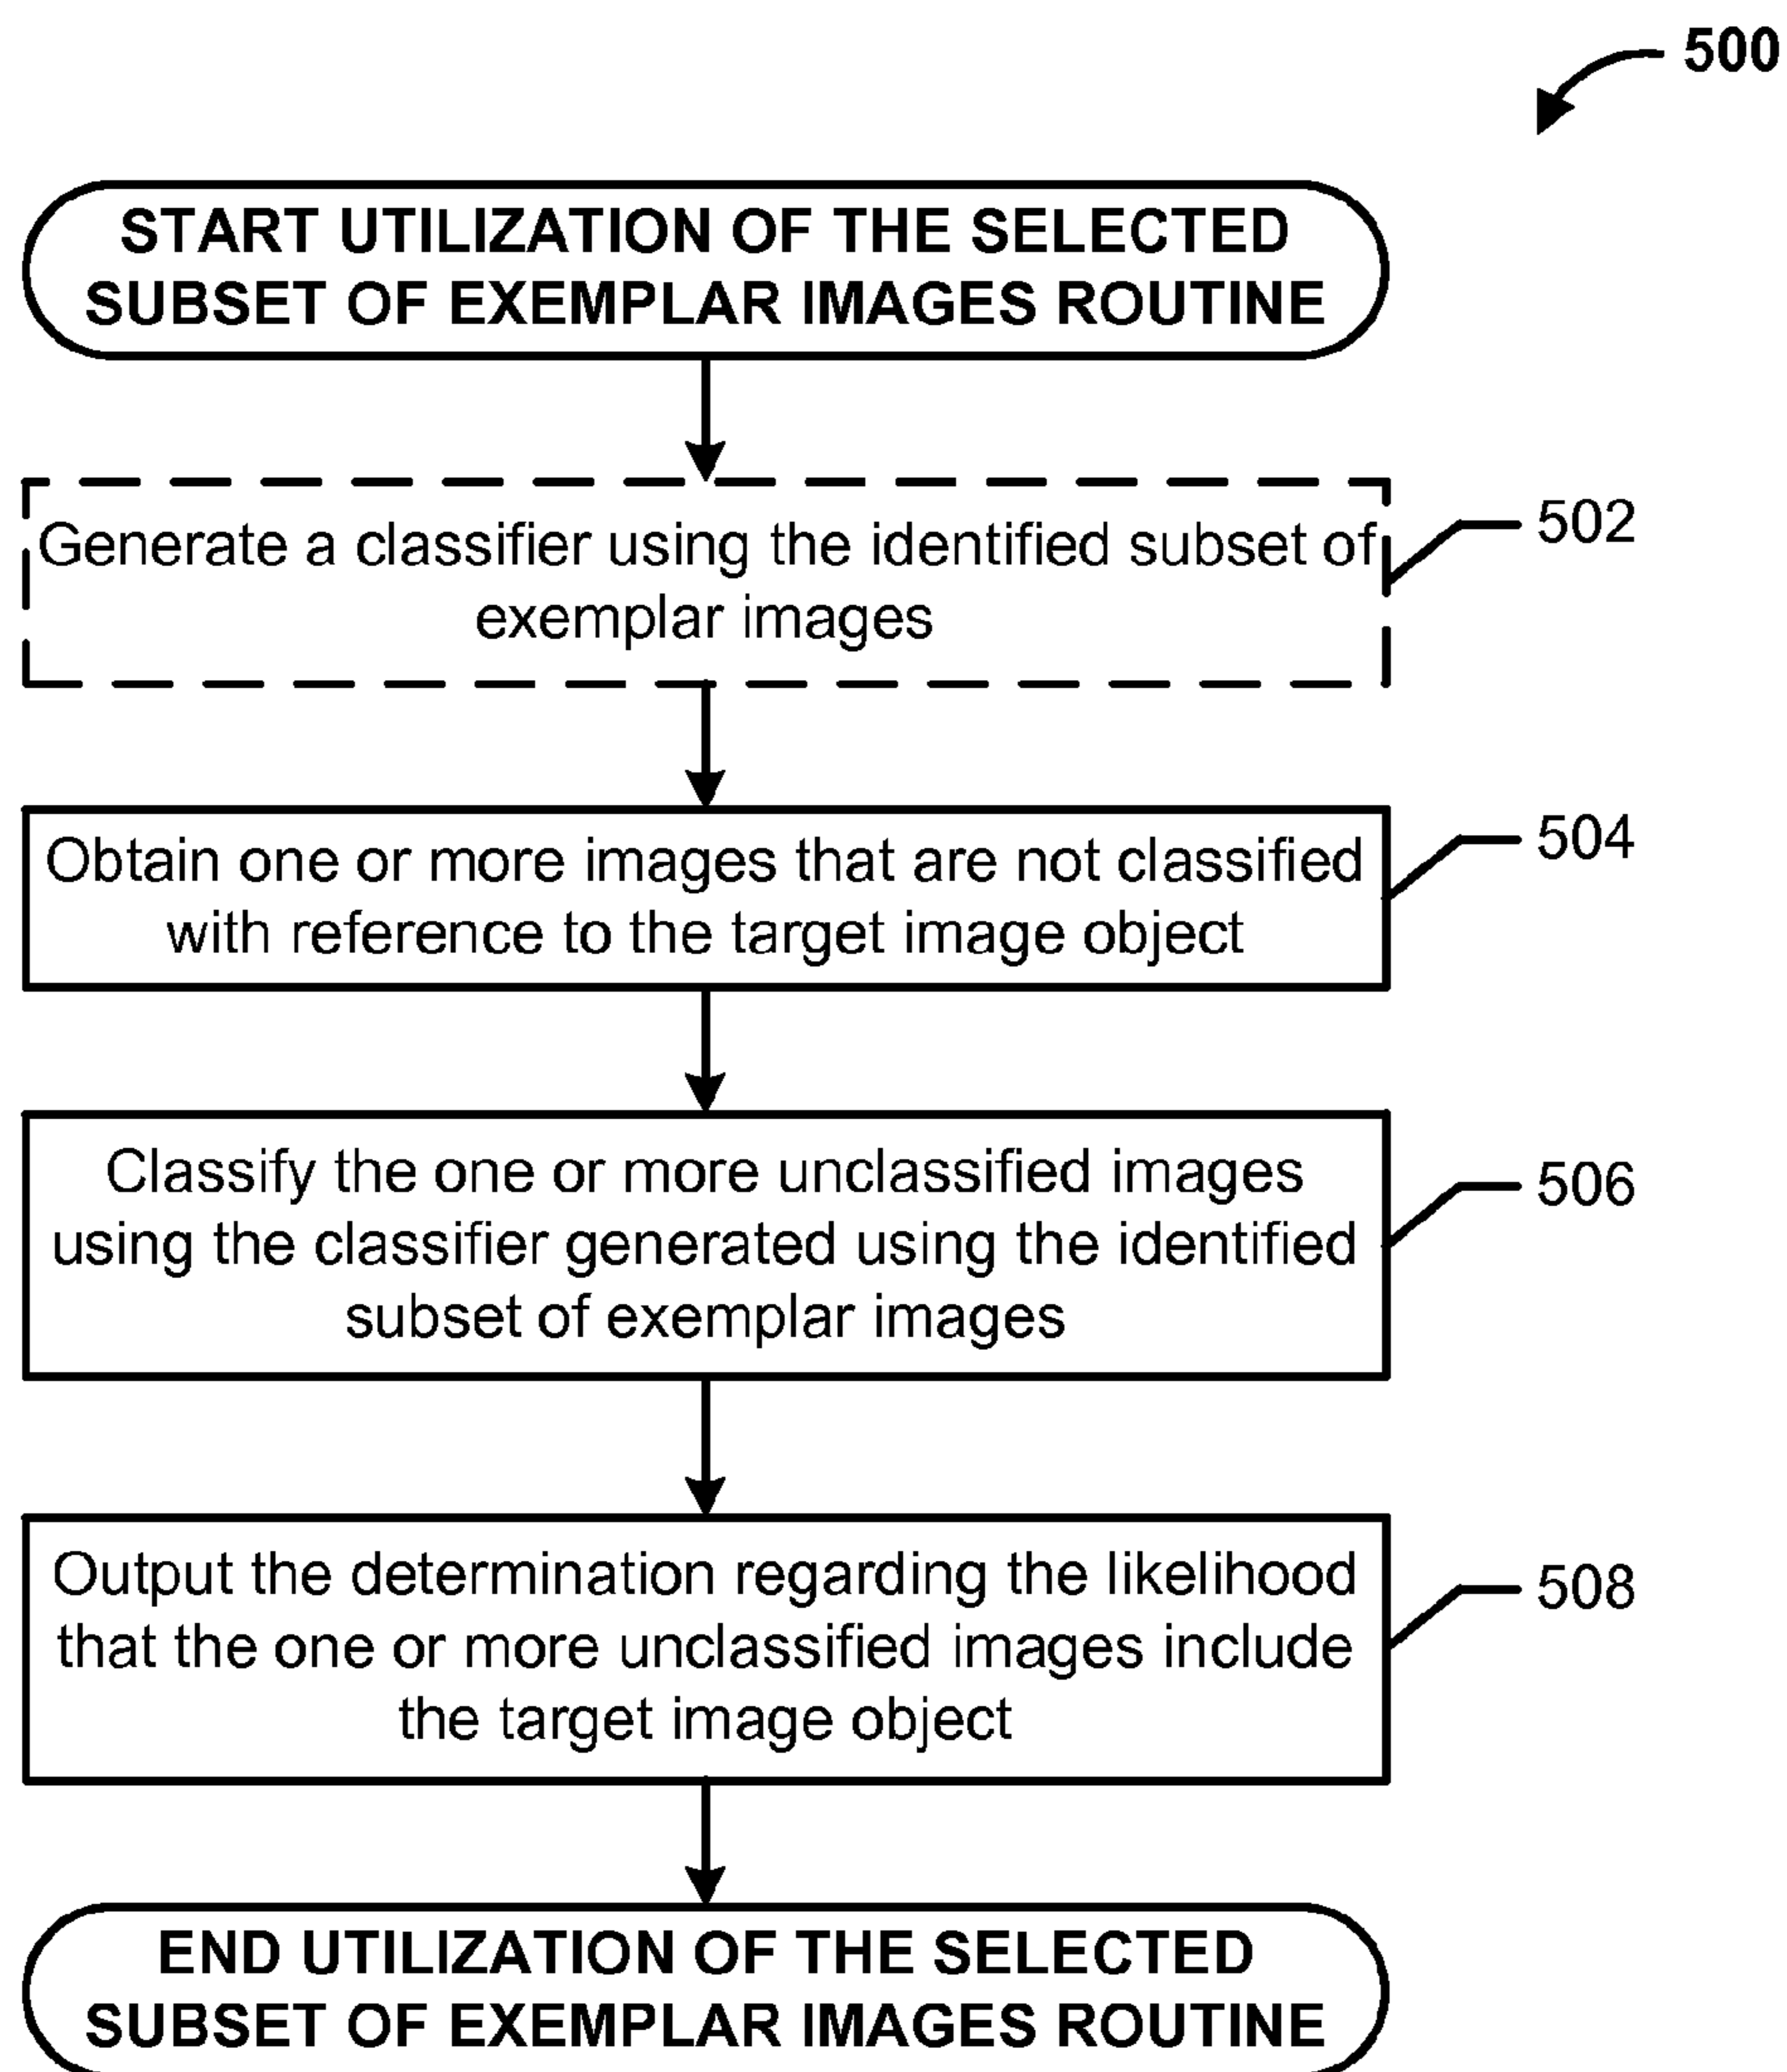 500
START UTILIZATION OF THE SELECTED
SUBSET OF EXEMPLAR IMAGES ROUTINE
Generate a classifier using the identified subset of
exemplar images
502
Obtain one or more images that are not classified
with reference to the target image object
504
Classify the one or more unclassified images
using the classifier generated using the identified
subset of exemplar images
506
Output the determination regarding the likelihood
that the one or more unclassified images include
the target image object
508
END UTILIZATION OF THE SELECTED
SUBSET OF EXEMPLAR IMAGES ROUTINE